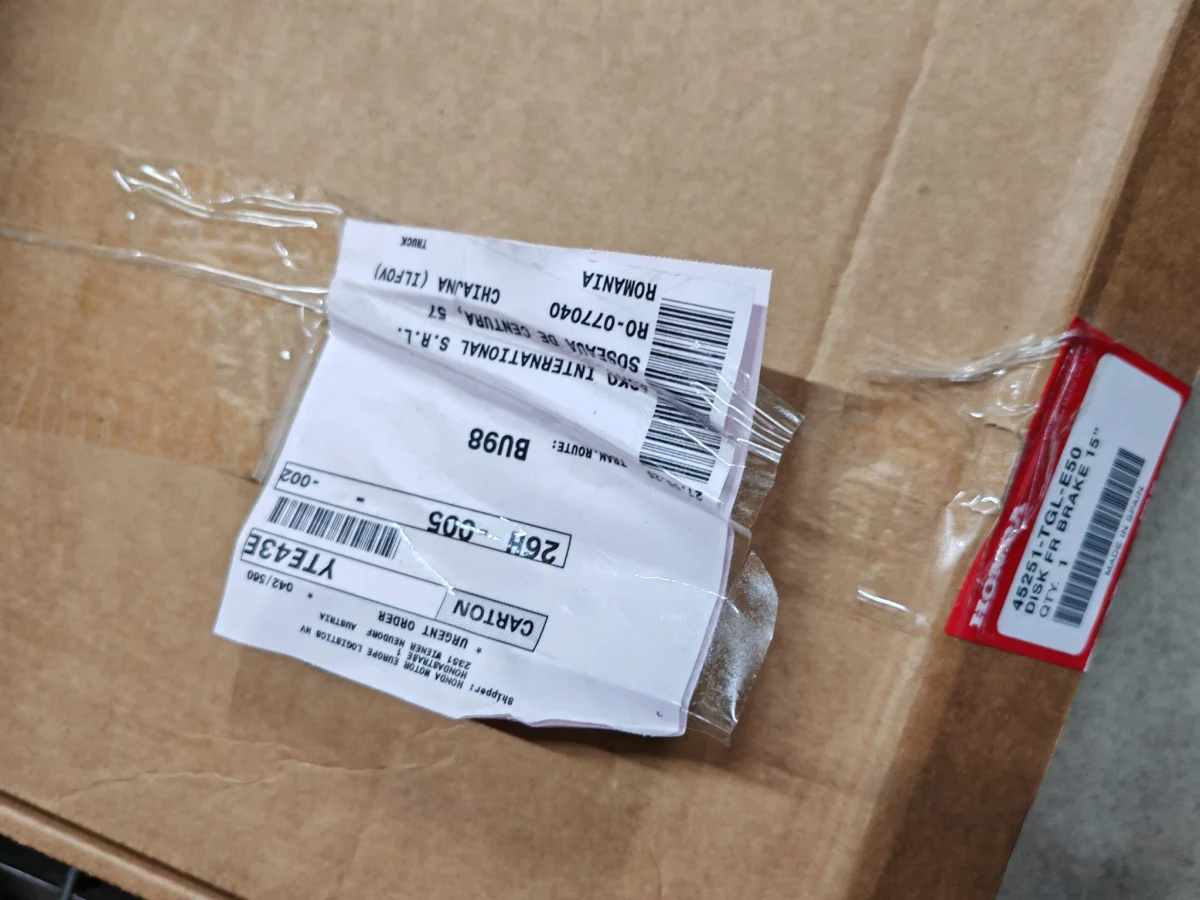 Shipper:
HONDA MOTOR EUROPE LOGISTICS NV
HONDASTRAßE 1
2351 WIENER NEUDORF AUSTRIA
* URGENT ORDER *
042/560
CARTON
YTE43E
26H - 005 - -002
TRAN.ROUTE: BU98
INTERNATIONAL S.R.L.
SOSEAUA DE CENTURA, 57
RO-077040 CHIAJNA (ILFOV)
ROMANIA
TRUCK
HONDA
45251-TGL-E50
DISK FR BRAKE 15"
QTY. 1
MADE IN SPAIN